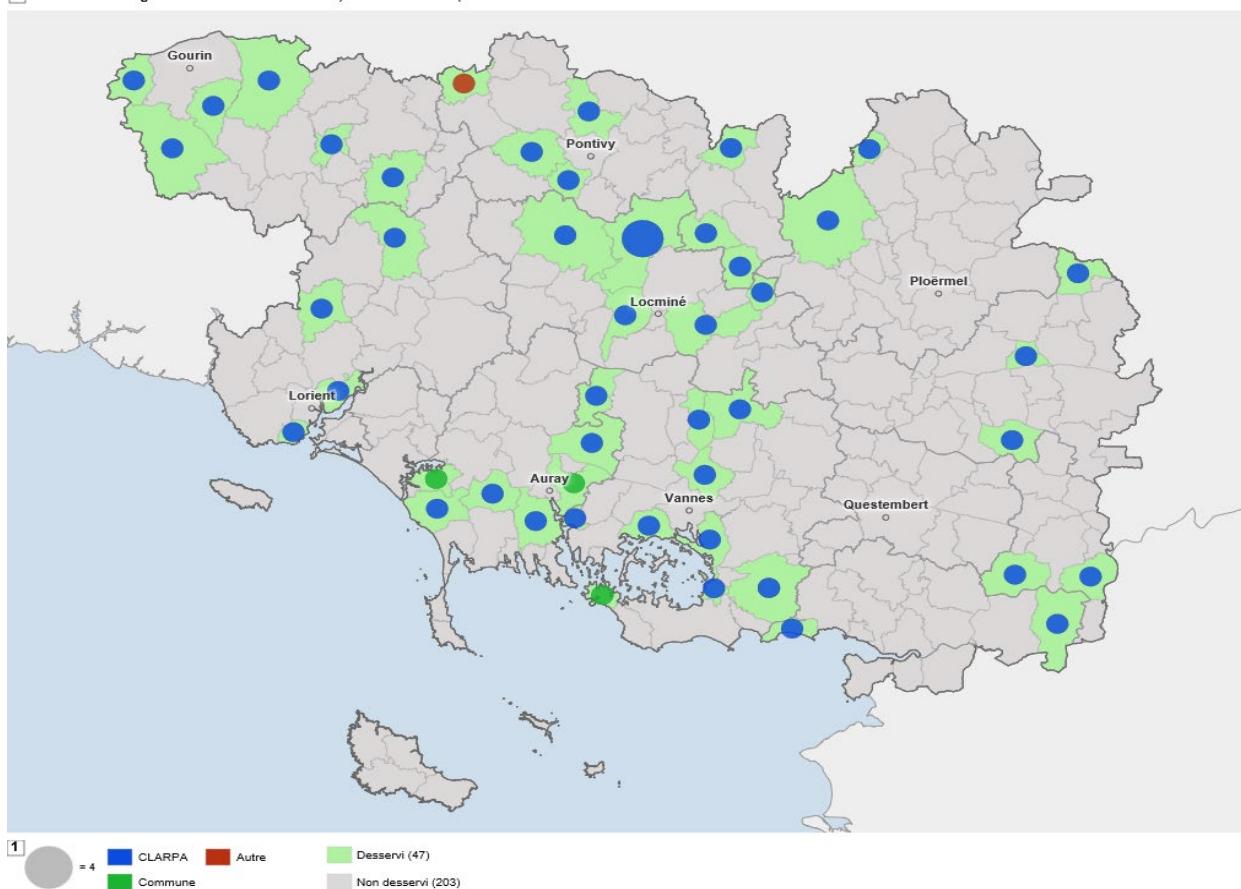 Gourin
Pontivy
Ploërmel
Locminé
Lorient
Auray
Vannes
Questembert
1
= 4
CLARPA
Autre
Desservi (47)
Commune
Non desservi (203)